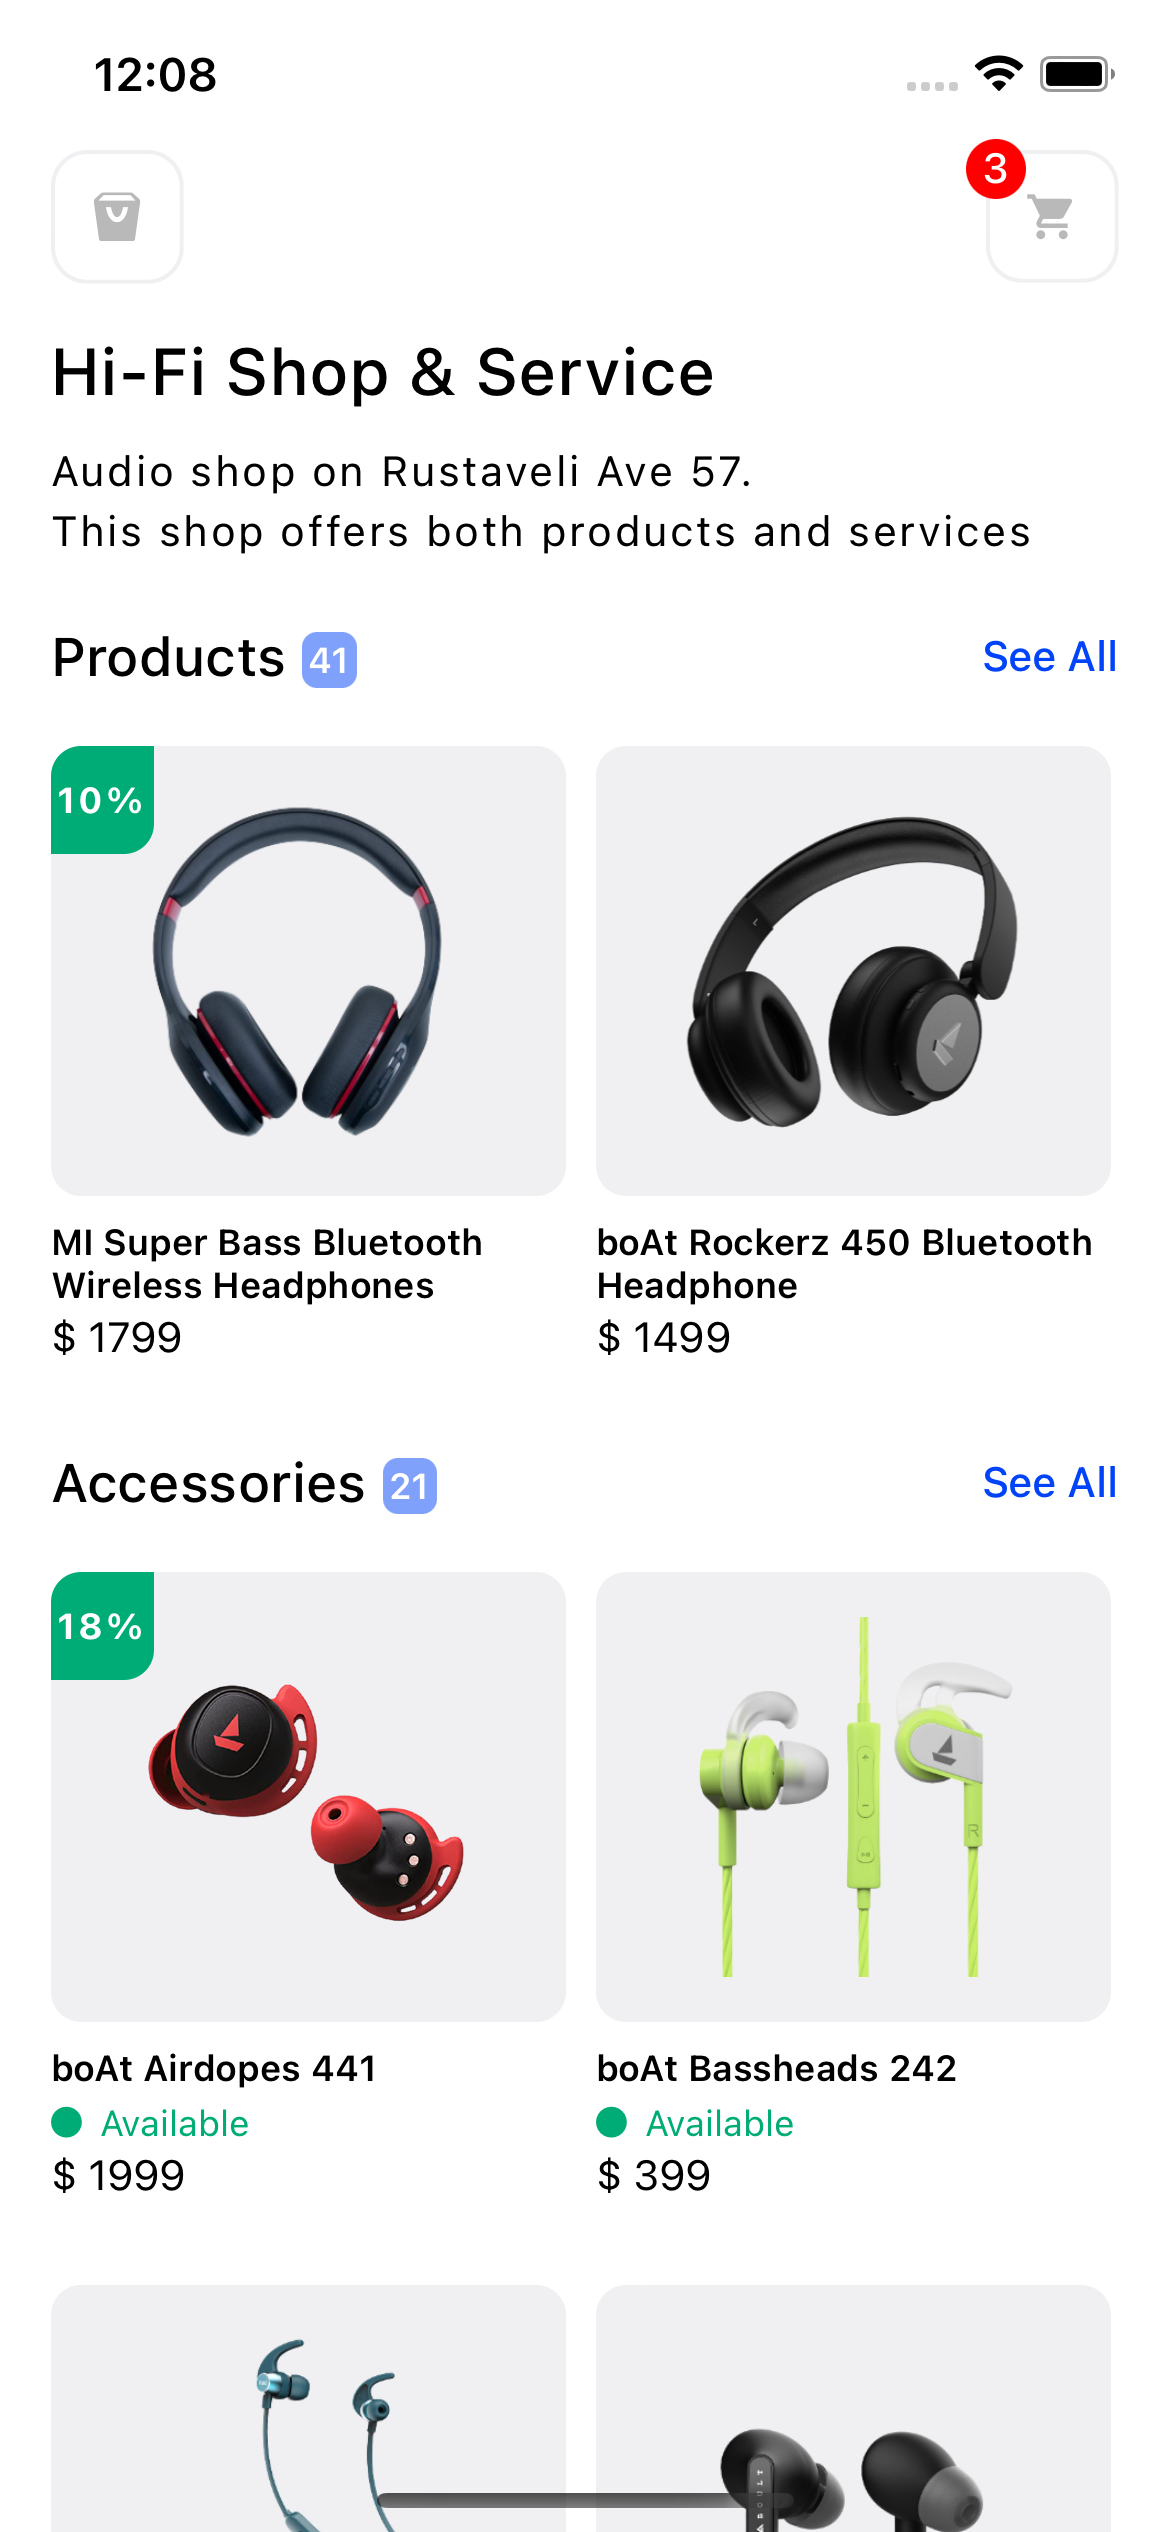 12:08
3
Hi-Fi Shop & Service
Audio shop on Rustaveli Ave 57.
This shop offers both products and services
Products 41
See All
10%
MI Super Bass Bluetooth
Wireless Headphones
$ 1799
boAt Rockerz 450 Bluetooth
Headphone
$ 1499
Accessories 21
See All
18%
R
boAt Airdopes 441
Available
$ 1999
boAt Bassheads 242
Available
$ 399